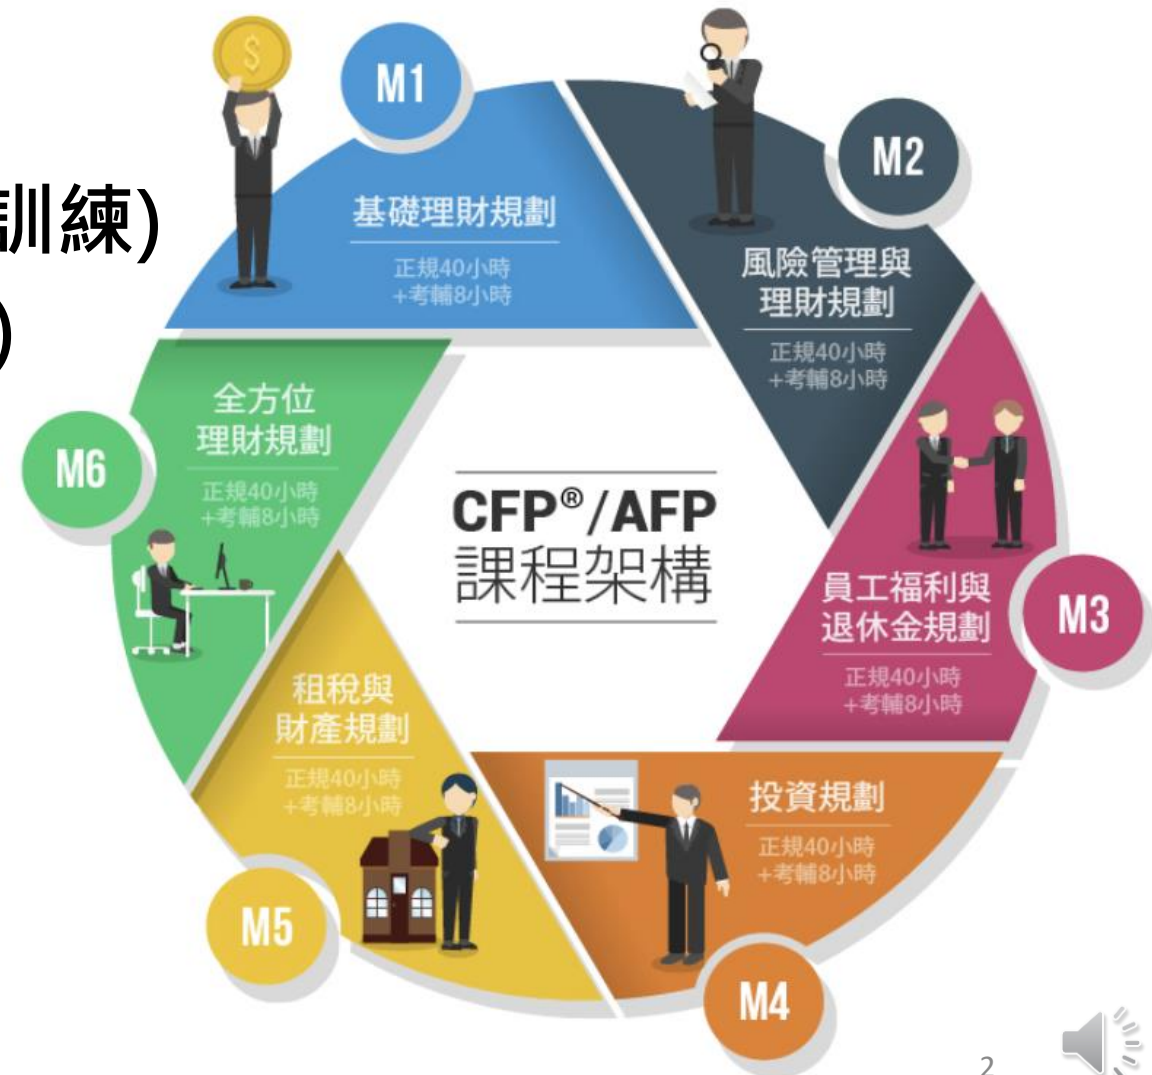 訓練)
)
M1
基礎理財規劃
正規40小時
+考輔8小時
M2
風險管理與
理財規劃
正規40小時
+考輔8小時
M3
員工福利與
退休金規劃
正規40小時
+考輔8小時
M4
投資規劃
正規40小時
+考輔8小時
M5
租稅與
財產規劃
正規40小時
+考輔8小時
M6
全方位
理財規劃
正規40小時
+考輔8小時
CFP®/AFP
課程架構
2